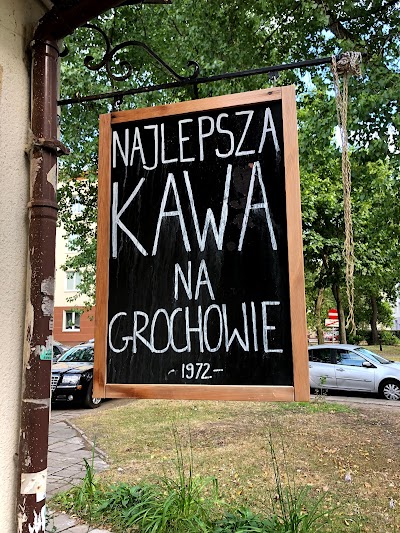 NAJLEPSZA
KAWA
NA
GROCHOWIE
-1972-